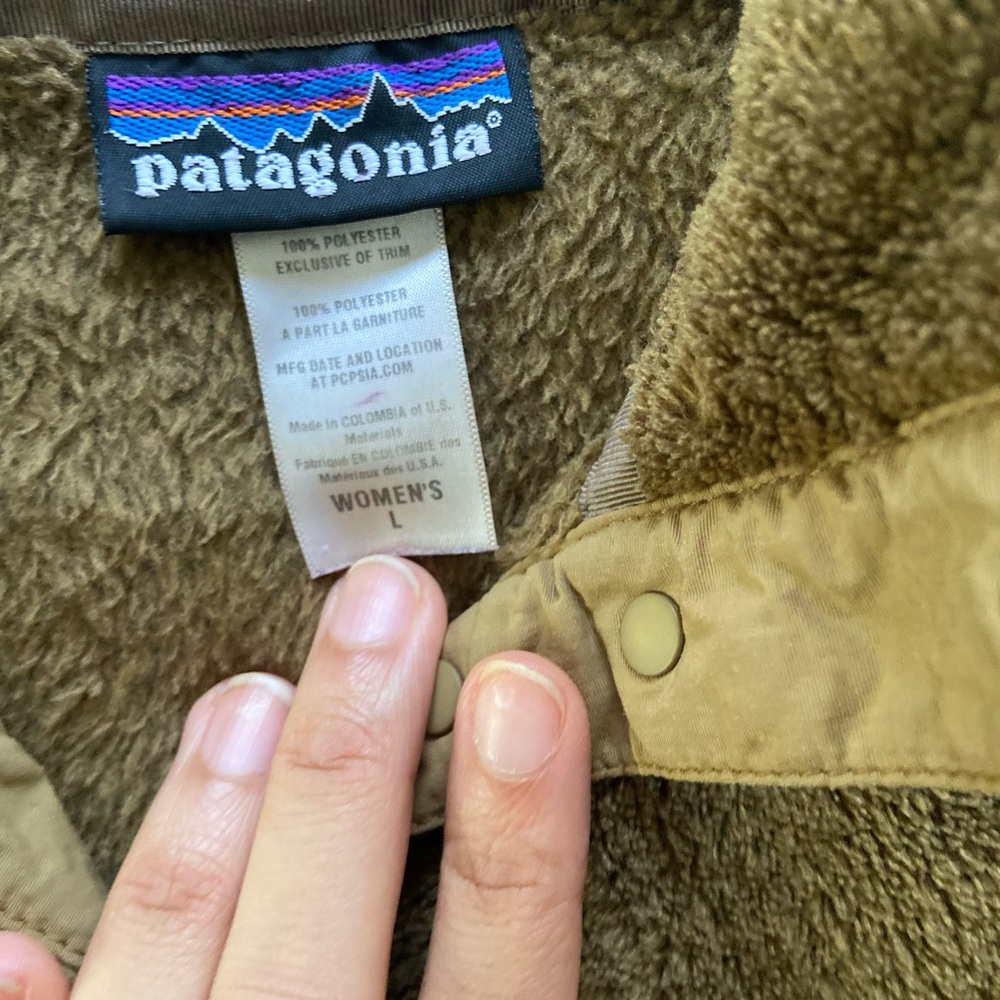 patagonia®
100% POLYESTER
EXCLUSIVE OF TRIM
100% POLYESTER
A PART LA GARNITURE
MFG DATE AND LOCATION
AT PCPSIA.COM
Made in COLOMBIA of U.S.
Materials
Fabriqué EN COLOMBIE des
Matériaux des U.S.A.
WOMEN'S
L